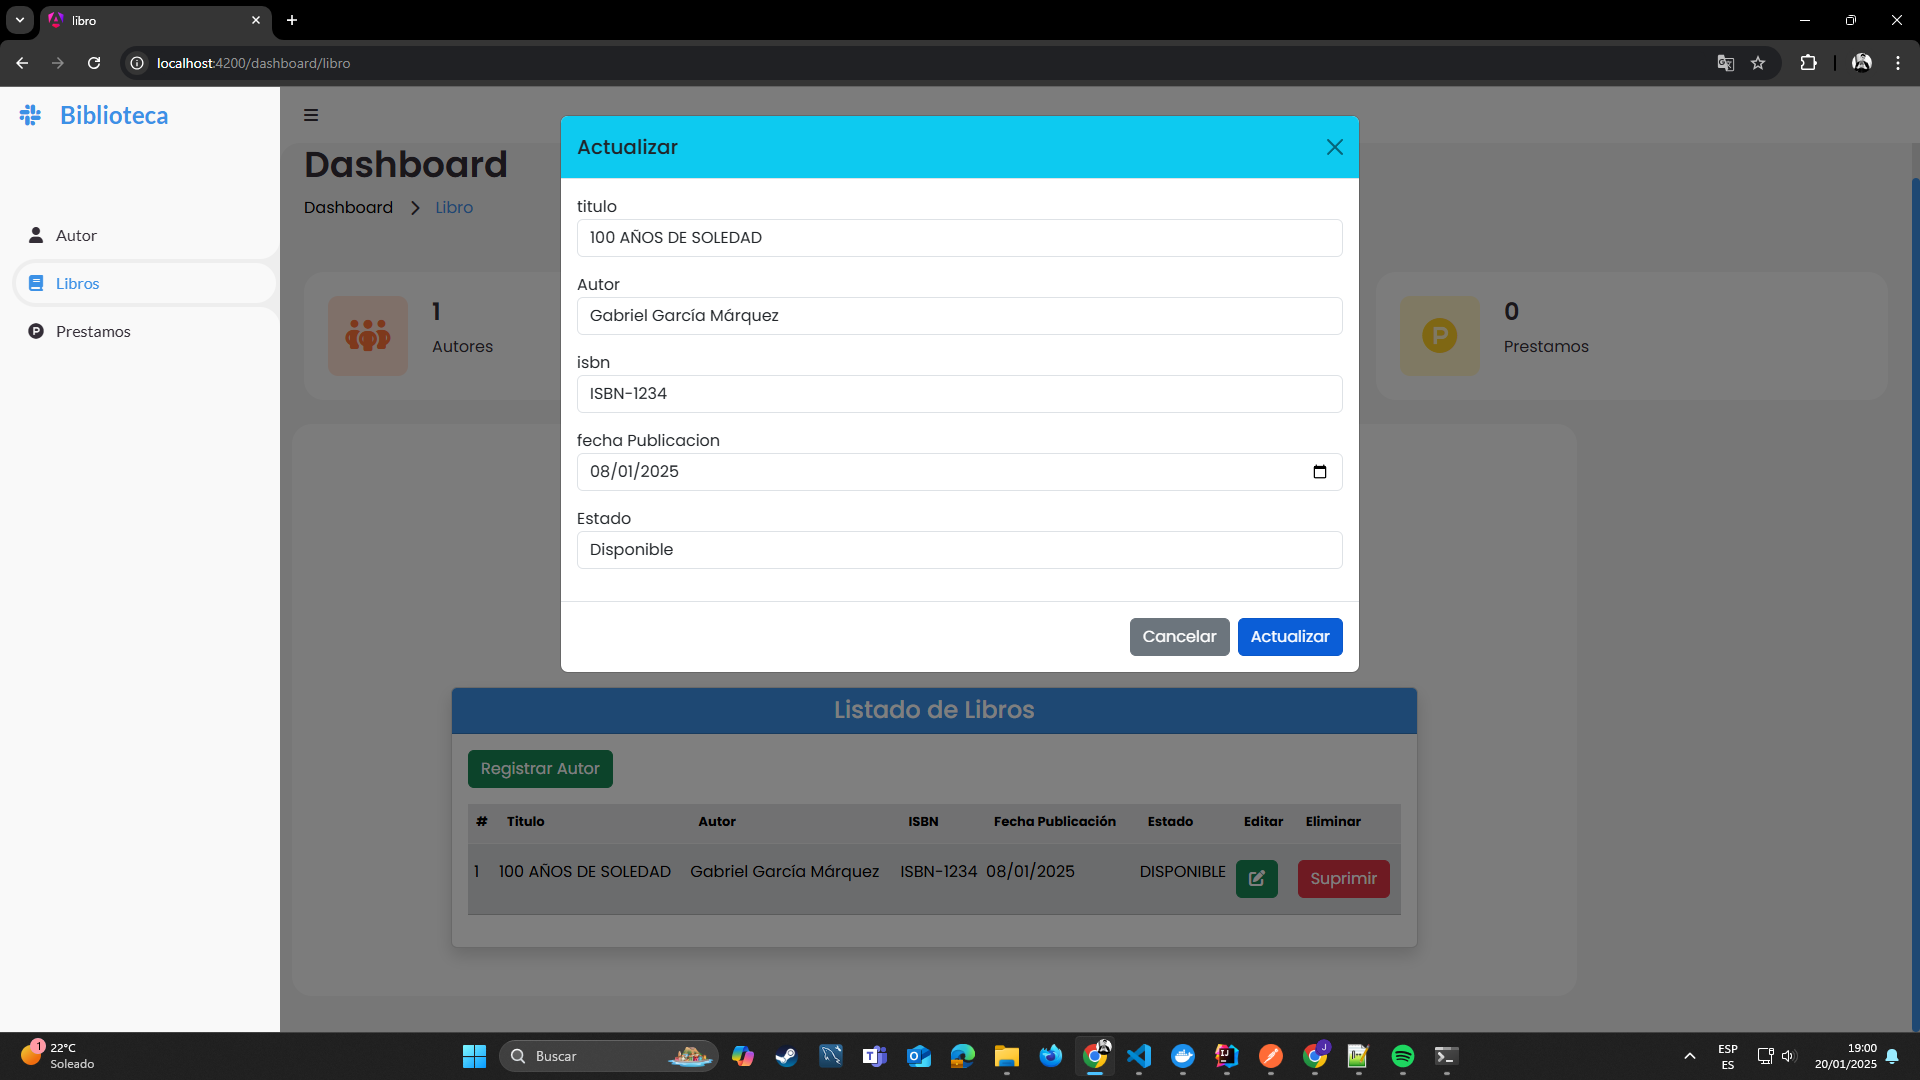 libro
localhost:4200/dashboard/libro
Biblioteca
Autor
Libros
Prestamos
Dashboard
Dashboard
Libro
1
Autores
P
0
Prestamos
Actualizar
titulo
100 AÑOS DE SOLEDAD
Autor
Gabriel García Márquez
isbn
ISBN-1234
fecha Publicacion
08/01/2025
Estado
Disponible
Cancelar
Actualizar
Listado de Libros
Registrar Autor
# Titulo Autor ISBN Fecha Publicación Estado Editar Eliminar
1 100 AÑOS DE SOLEDAD Gabriel García Márquez ISBN-1234 08/01/2025 DISPONIBLE Suprimir
1
22°C
Soleado
Buscar
J
ESP
ES
19:00
20/01/2025